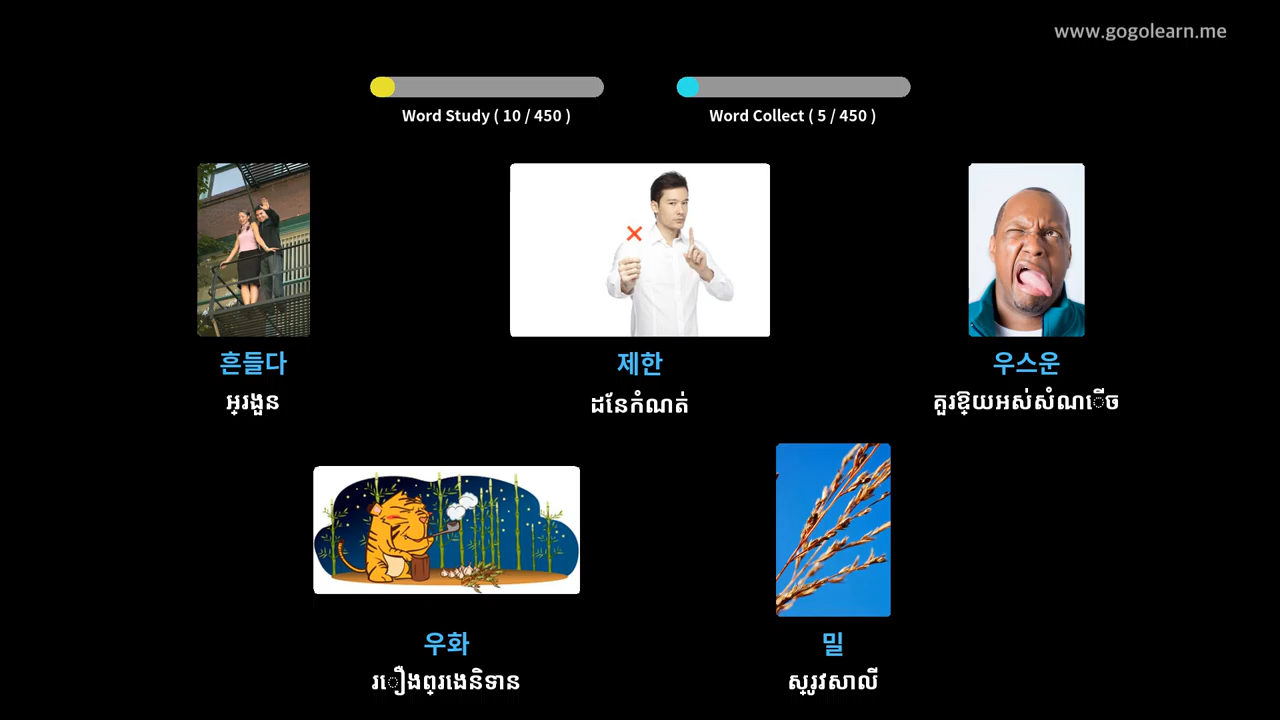 www.gogolearn.me
Word Study ( 10 / 450 )
Word Collect ( 5 / 450 )
흔들다
អ្រងួន
제한
ដែនកំណត់
우스운
គួរឱ្យអស់សំណើច
우화
រឿងព្រេងនិទាន
밀
ស្រូវសាលី